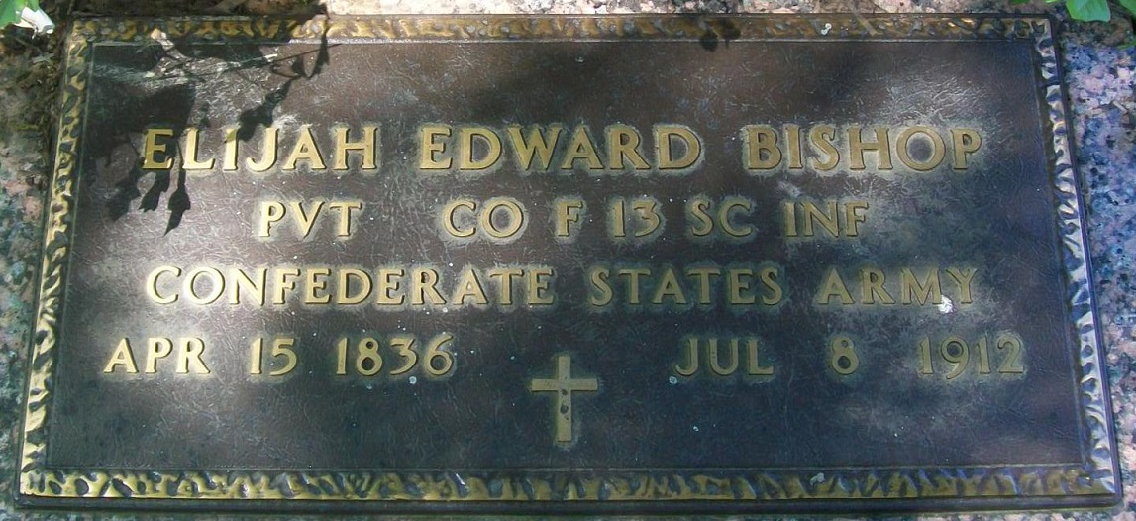 ELIJAH EDWARD BISHOP
PVT CO F 13 SC INF
CONFEDERATE STATES ARMY
APR 15 1836 JUL 8 1912